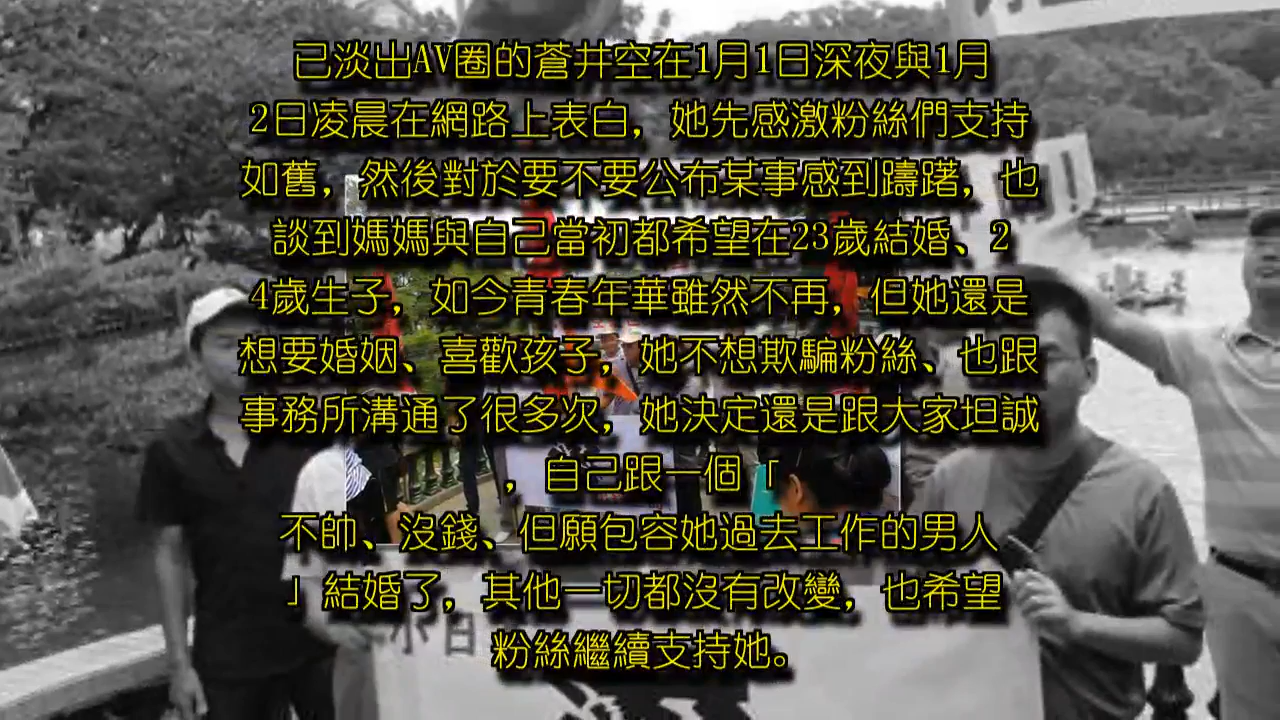 已淡出AV圈的蒼井空在1月1日深夜與1月
2日凌晨在網路上表白，她先感激粉絲們支持
如舊，然後對於要不要公布某事感到躊躇，也
談到媽媽與自己當初都希望在23歲結婚、2
4歲生子，如今青春年華雖然不再，但她還是
想要婚姻、喜歡孩子，她不想欺騙粉絲、也跟
事務所溝通了很多次，她決定還是跟大家坦誠
，自己跟一個「
不帥、沒錢、但願包容她過去工作的男人
」結婚了，其他一切都沒有改變，也希望
粉絲繼續支持她。